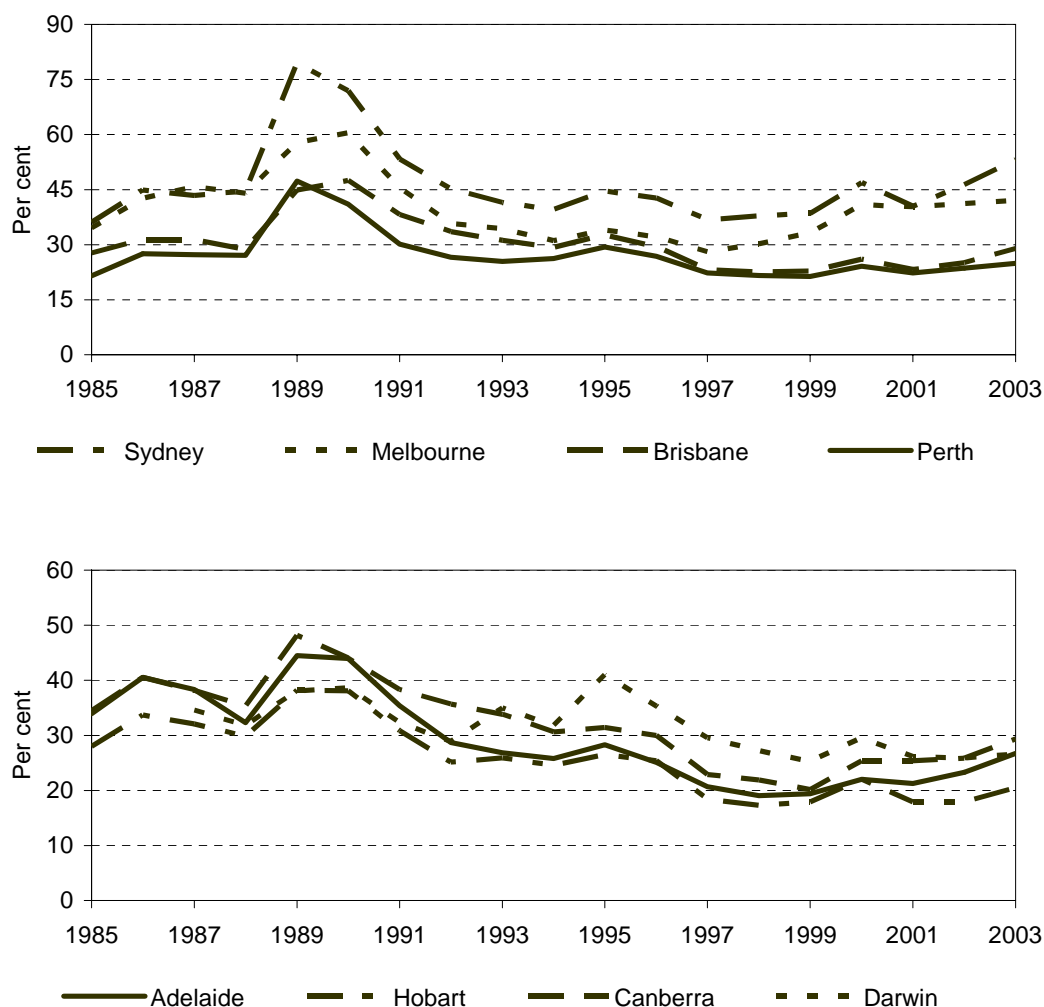 90
75
60
45
30
15
0
Per cent
1985 1987 1989 1991 1993 1995 1997 1999 2001 2003
Sydney Melbourne Brisbane Perth
60
50
40
30
20
10
0
Per cent
1985 1987 1989 1991 1993 1995 1997 1999 2001 2003
Adelaide Hobart Canberra Darwin